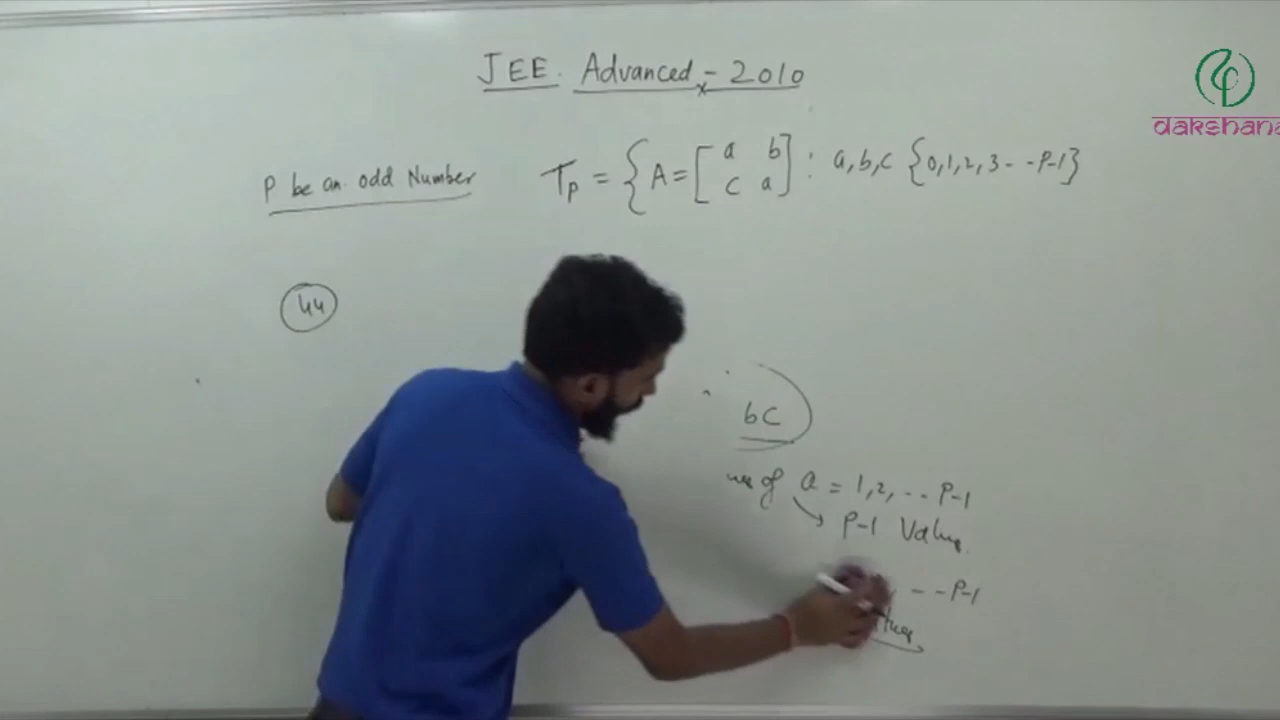 JEE Advanced - 2010
dakshana
P be an odd Number
Tp = { A = [ a b c a ] : a, b, c { 0, 1, 2, 3 - - P-1 }
44
bc
of a = 1, 2, - - P-1
P-1 Values
- - P-1